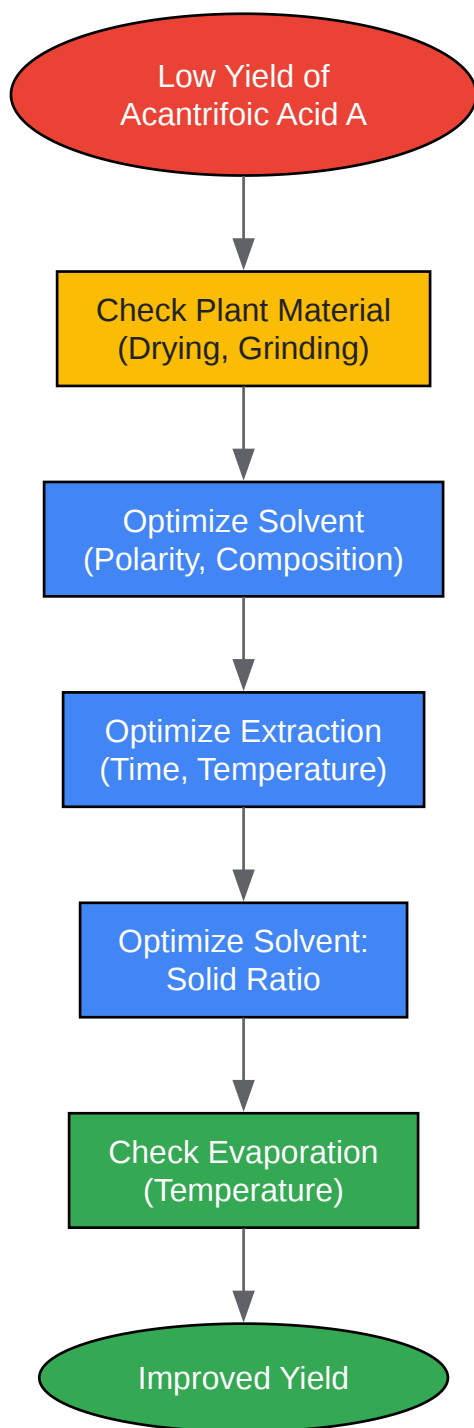 Low Yield of
Acantrifoic Acid A
Check Plant Material
(Drying, Grinding)
Optimize Solvent
(Polarity, Composition)
Optimize Extraction
(Time, Temperature)
Optimize Solvent:
Solid Ratio
Check Evaporation
(Temperature)
Improved Yield